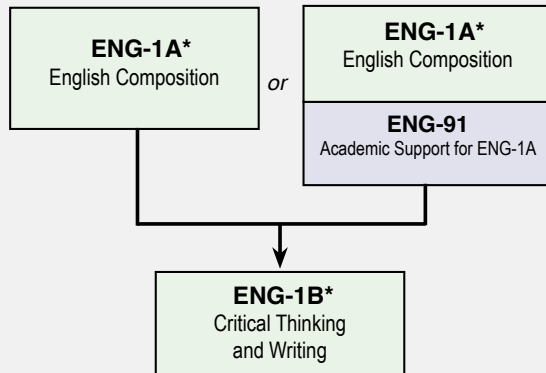 ENG-1A*
English Composition
or
ENG-1A*
English Composition
ENG-91
Academic Support for ENG-1A
ENG-1B*
Critical Thinking
and Writing